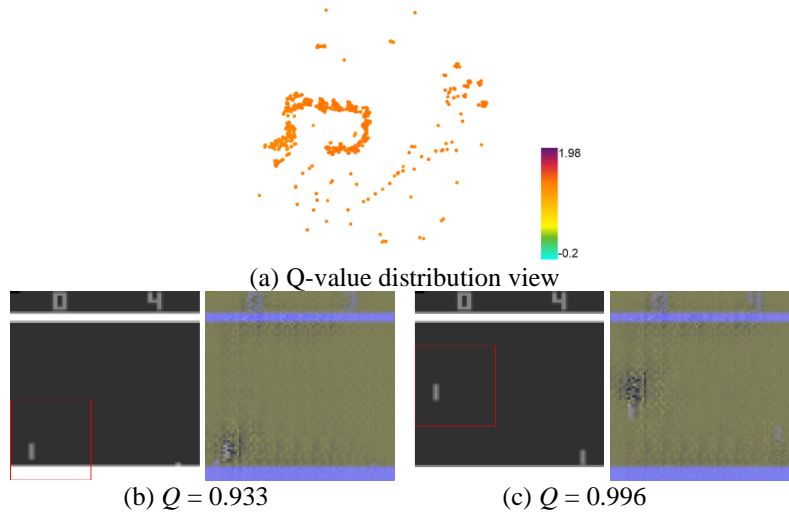 1.98
-0.2
(a) Q-value distribution view
0 4 0 4
(b) Q = 0.933 (c) Q = 0.996